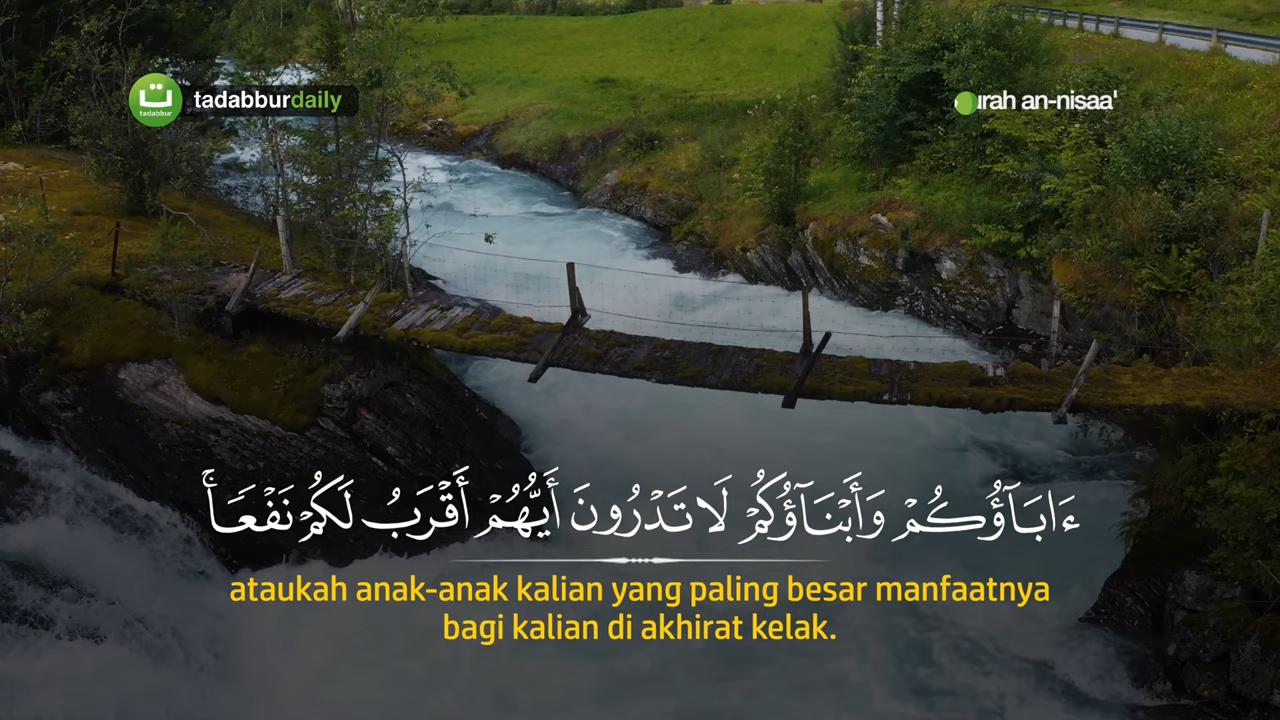 ت
tadabbur
tadabburdaily
urah an-nisaa'
ءَابَآؤُكُمْ وَأَبْنَآؤُكُمْ لَا تَدْرُونَ أَيُّهُمْ أَقْرَبُ لَكُمْ نَفْعًاۚ
ataukah anak-anak kalian yang paling besar manfaatnya
bagi kalian di akhirat kelak.